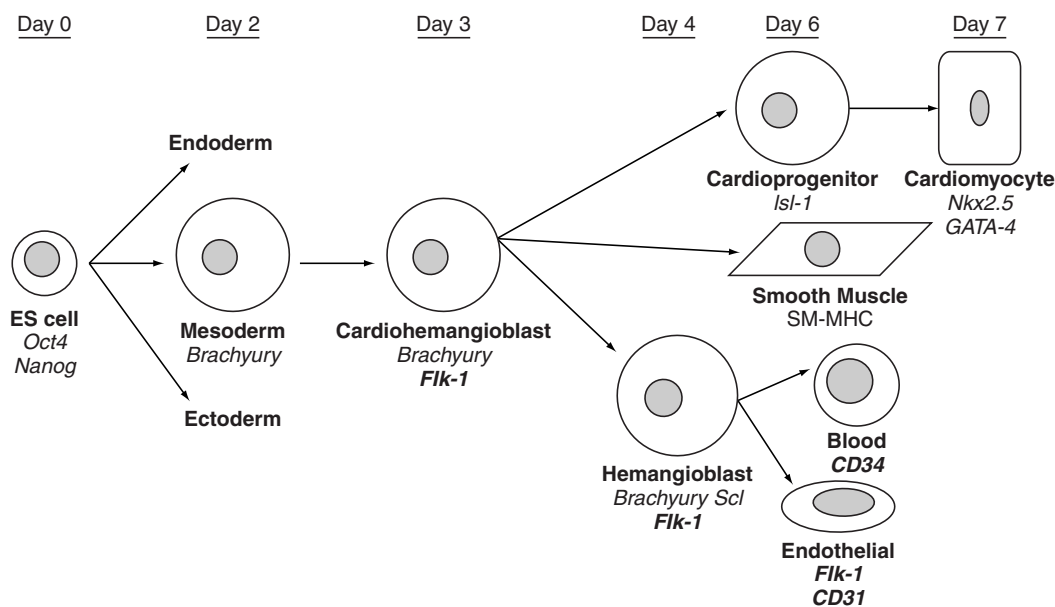 Day 0
Day 2
Day 3
Day 4
Day 6
Day 7
Endoderm
ES cell
Oct4
Nanog
Mesoderm
Brachyury
Ectoderm
Cardiohemangioblast
Brachyury
Flk-1
Cardioprogenitor
Isl-1
Cardiomyocyte
Nkx2.5
GATA-4
Smooth Muscle
SM-MHC
Hemangioblast
Brachyury Scl
Flk-1
Blood
CD34
Endothelial
Flk-1
CD31